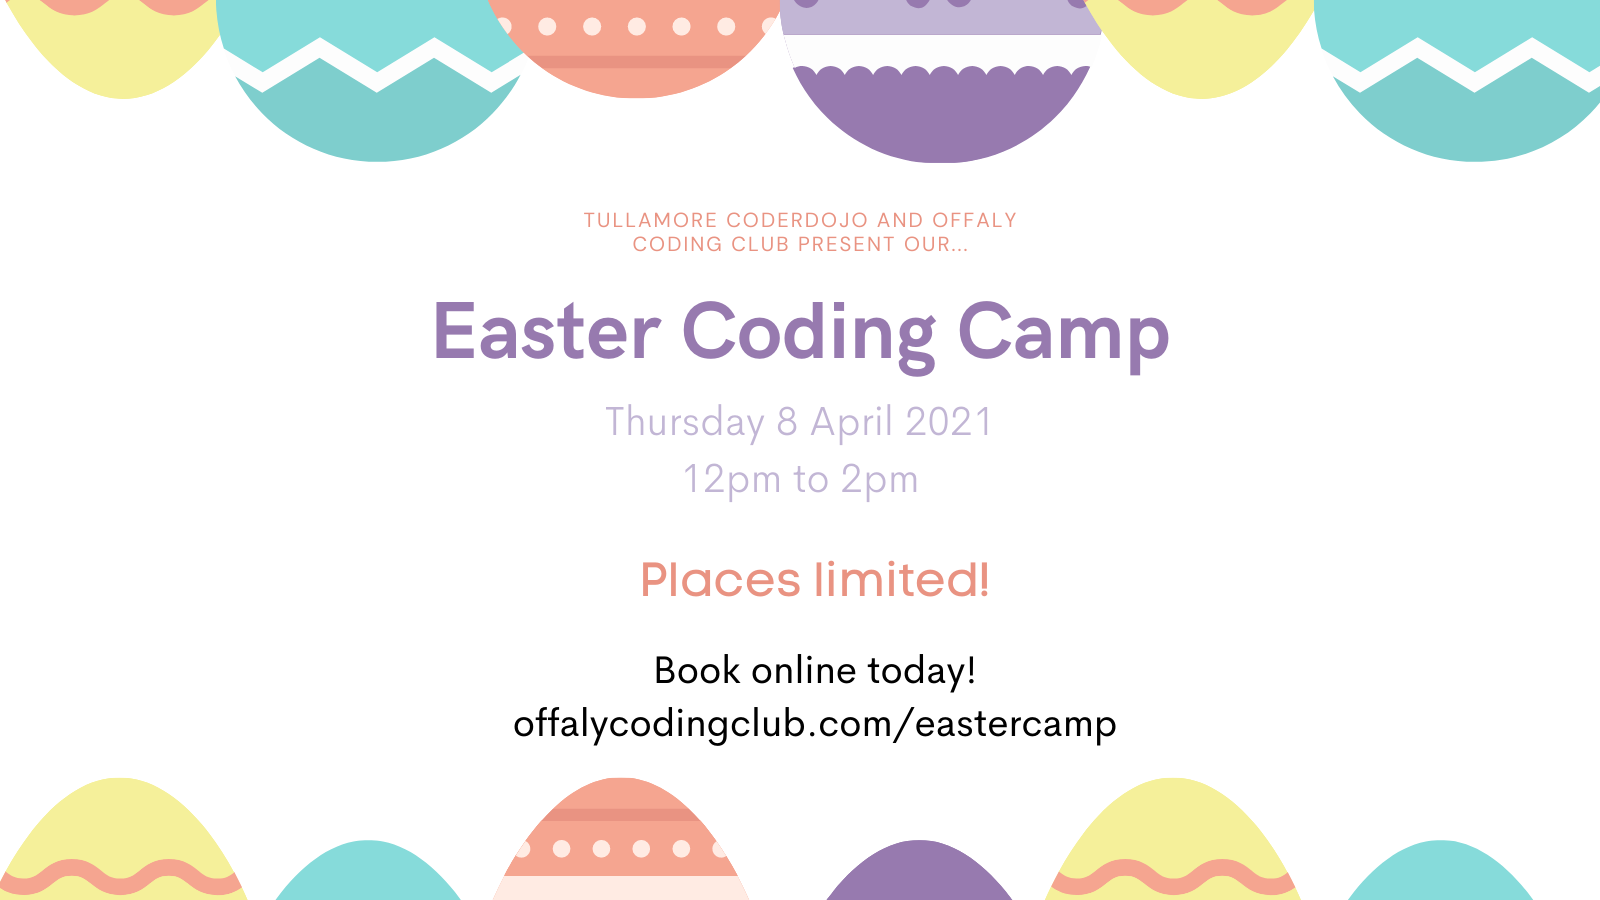 TULLAMORE CODERDOJO AND OFFALY
CODING CLUB PRESENT OUR...
Easter Coding Camp
Thursday 8 April 2021
12pm to 2pm
Places limited!
Book online today!
offalycodingclub.com/eastercamp